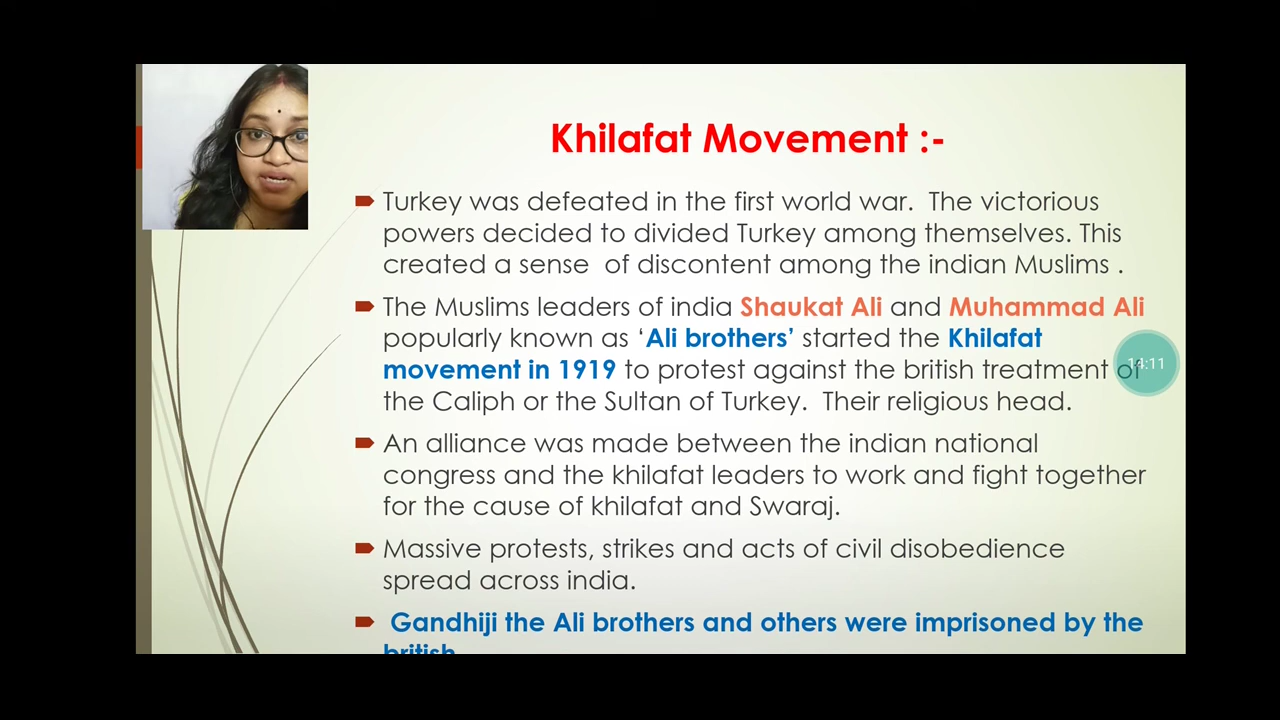 Khilafat Movement :-
Turkey was defeated in the first world war.  The victorious
powers decided to divided Turkey among themselves. This
created a sense  of discontent among the indian Muslims .
The Muslims leaders of india Shaukat Ali and Muhammad Ali
popularly known as ‘Ali brothers’ started the Khilafat
movement in 1919 to protest against the british treatment of
14:11
the Caliph or the Sultan of Turkey.  Their religious head.
An alliance was made between the indian national
congress and the khilafat leaders to work and fight together
for the cause of khilafat and Swaraj.
Massive protests, strikes and acts of civil disobedience
spread across india.
Gandhiji the Ali brothers and others were imprisoned by the
british